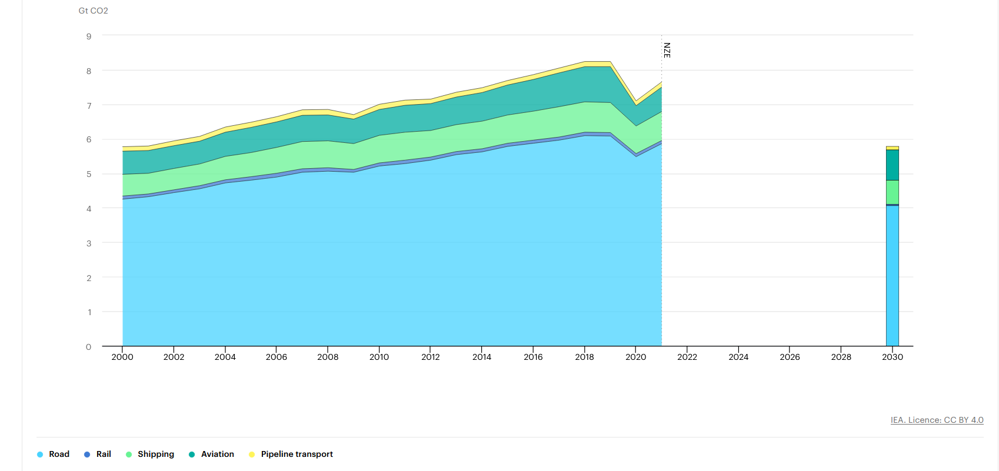 Gt CO2
9
8
7
6
5
4
3
2
1
0
NZE
2000 2002 2004 2006 2008 2010 2012 2014 2016 2018 2020 2022 2024 2026 2028 2030
IEA. Licence: CC BY 4.0
Road Rail Shipping Aviation Pipeline transport